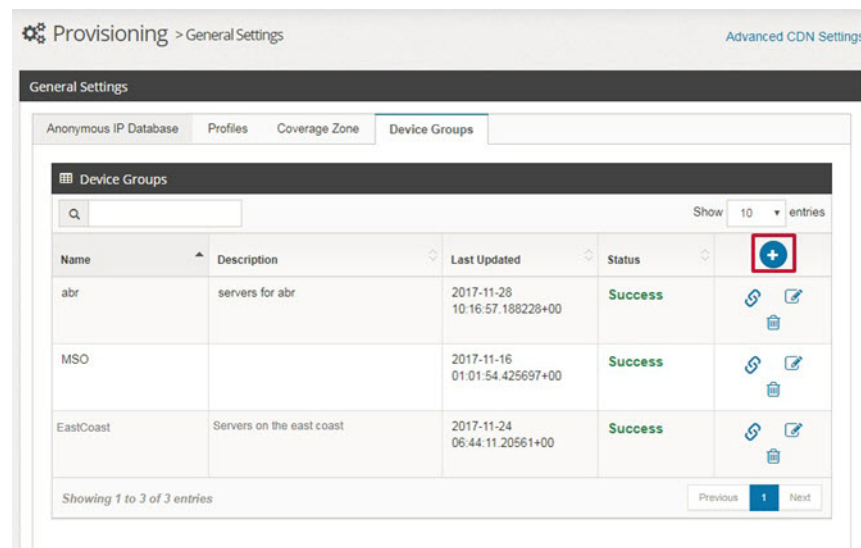 Provisioning > General Settings
Advanced CDN Settings
General Settings
Anonymous IP Database Profiles Coverage Zone Device Groups
Device Groups
Show 10 entries
Name Description Last Updated Status
abr servers for abr 2017-11-28 Success
10:16:57.188228+00
MSO 2017-11-16 Success
01:01:54.425697+00
EastCoast Servers on the east coast 2017-11-24 Success
06:44:11.20561+00
Showing 1 to 3 of 3 entries Previous 1 Next